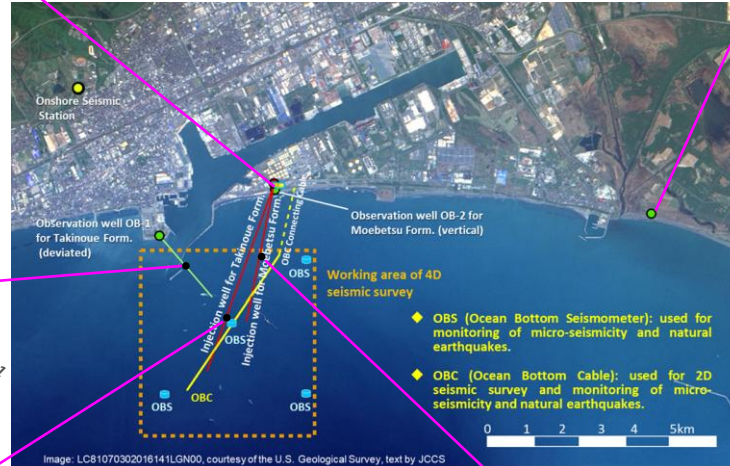 Onshore Seismic
Station
Observation well OB-1
for Takinoue Form.
(deviated)
Injection well for Takinoue Form.
Injection well for Moebetsu Form.
OBC Connecting Cable
Observation well OB-2 for
Moebetsu Form. (vertical)
OBS
Working area of 4D
seismic survey
OBS
OBS
OBC
OBS
◆ OBS (Ocean Bottom Seismometer): used for
monitoring of micro-seismicity and natural
earthquakes.
◆ OBC (Ocean Bottom Cable): used for 2D
seismic survey and monitoring of micro-
seismicity and natural earthquakes.
0 1 2 3 4 5km
Image: LC81070302016141LGN00, courtesy of the U.S. Geological Survey, text by JCCS